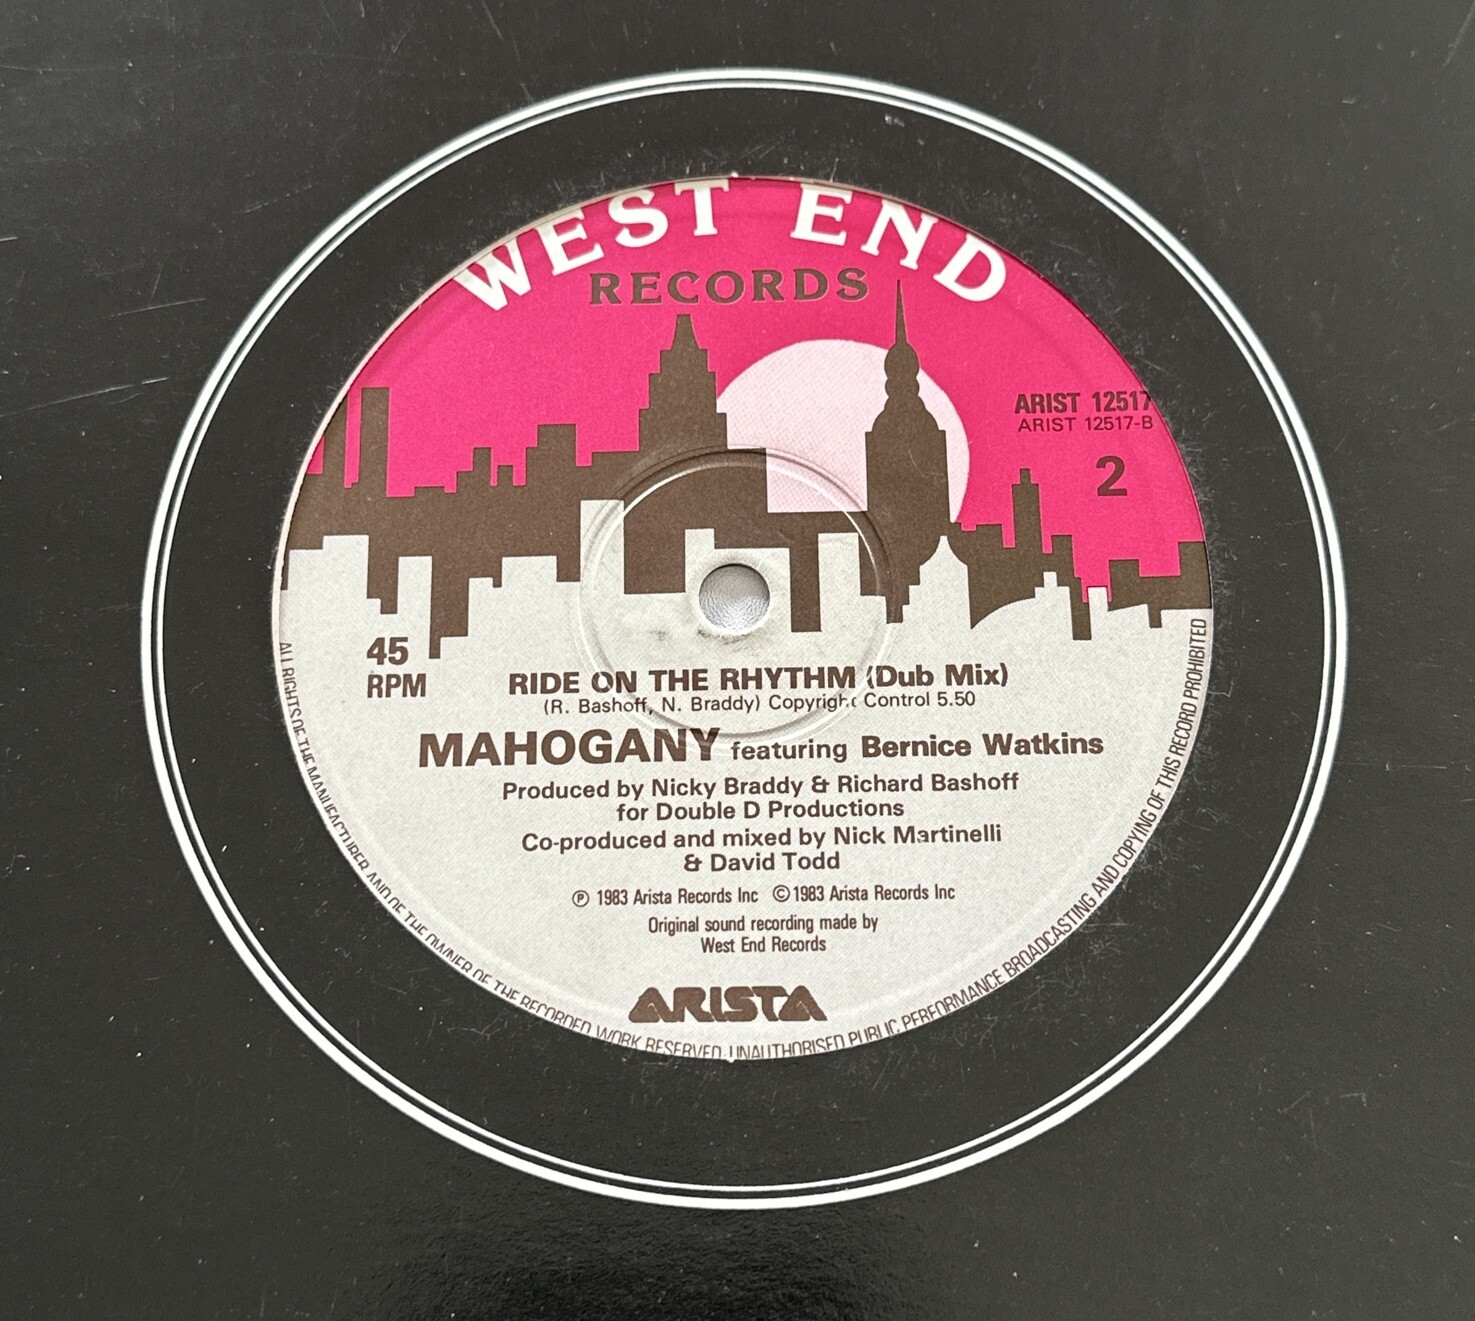 WEST END
RECORDS
ARIST 12517
ARIST 12517-B
2
45
RPM
RIDE ON THE RHYTHM (Dub Mix)
(R. Bashoff, N. Braddy) Copyright Control 5.50
MAHOGANY featuring Bernice Watkins
Produced by Nicky Braddy & Richard Bashoff
for Double D Productions
Co-produced and mixed by Nick Martinelli
& David Todd
℗ 1983 Arista Records Inc © 1983 Arista Records Inc
Original sound recording made by
West End Records
ARISTA
ALL RIGHTS OF THE MANUFACTURER AND OF THE OWNER OF THE RECORDED WORK RESERVED. UNAUTHORISED PUBLIC PERFORMANCE BROADCASTING AND COPYING OF THIS RECORD PROHIBITED